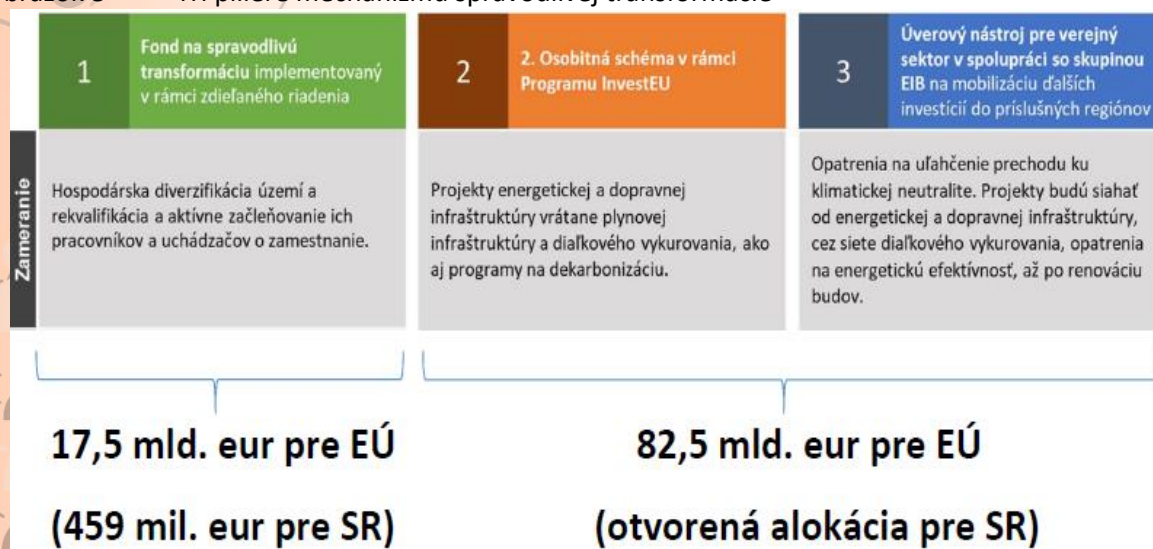 Tri piliere mechanizmu spravodlivej transformácie
1
Fond na spravodlivú
transformáciu implementovaný
v rámci zdieľaného riadenia
2
2. Osobitná schéma v rámci
Programu InvestEU
3
Úverový nástroj pre verejný
sektor v spolupráci so skupinou
EIB na mobilizáciu ďalších
investícií do príslušných regiónov
Zameranie
Hospodárska diverzifikácia území a
rekvalifikácia a aktívne začleňovanie ich
pracovníkov a uchádzačov o zamestnanie.
Projekty energetickej a dopravnej
infraštruktúry vrátane plynovej
infraštruktúry a diaľkového vykurovania, ako
aj programy na dekarbonizáciu.
Opatrenia na uľahčenie prechodu ku
klimatickej neutralite. Projekty budú siahať
od energetickej a dopravnej infraštruktúry,
cez siete diaľkového vykurovania, opatrenia
na energetickú efektívnosť, až po renováciu
budov.
17,5 mld. eur pre EÚ
(459 mil. eur pre SR)
82,5 mld. eur pre EÚ
(otvorená alokácia pre SR)